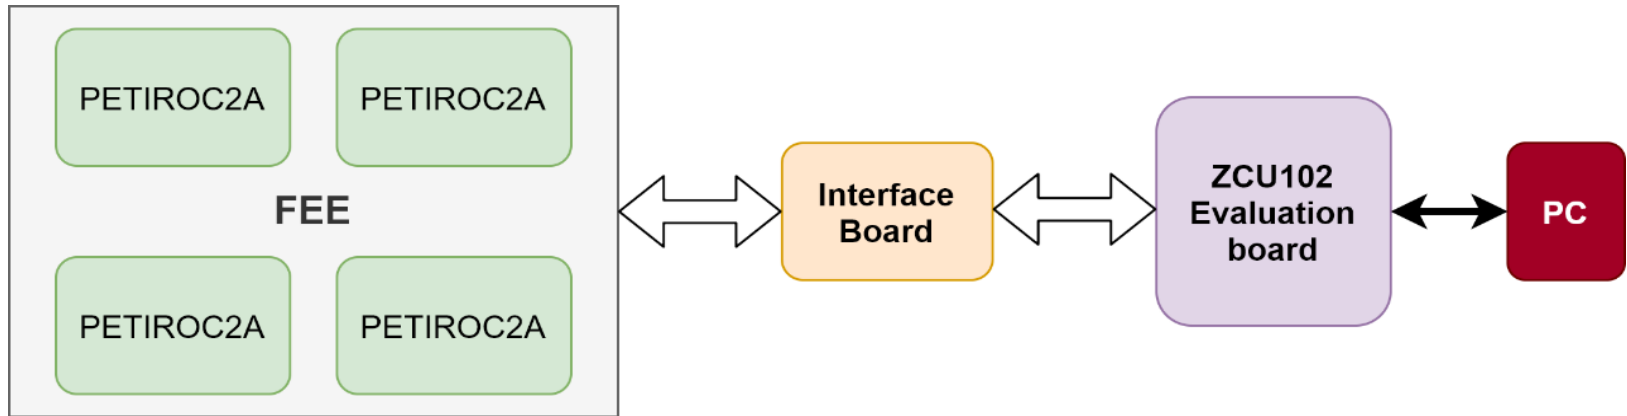 PETIROC2A
PETIROC2A
FEE
PETIROC2A
PETIROC2A
Interface
Board
ZCU102
Evaluation
board
PC